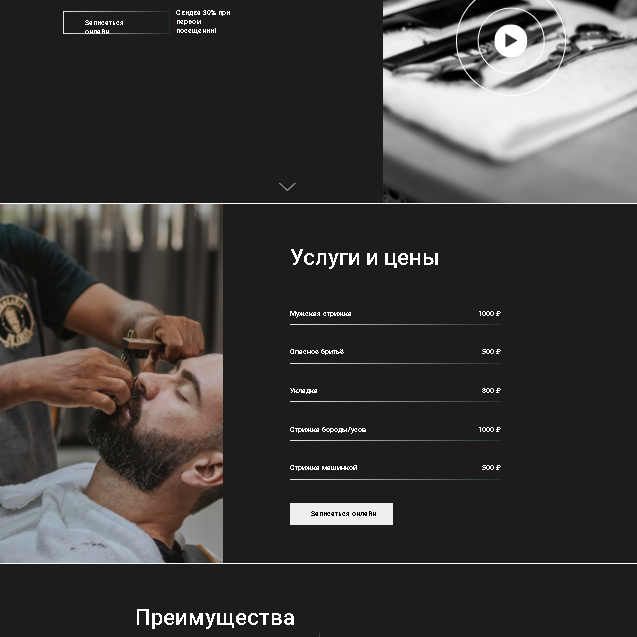 Записаться
онлайн
Скидка 30% при
первом
посещении!
Услуги и цены
Мужская стрижка 1000 ₽
Опасное бритьё 500 ₽
Укладка 800 ₽
Стрижка бороды/усов 1000 ₽
Стрижка машинкой 500 ₽
Записаться онлайн
Преимущества